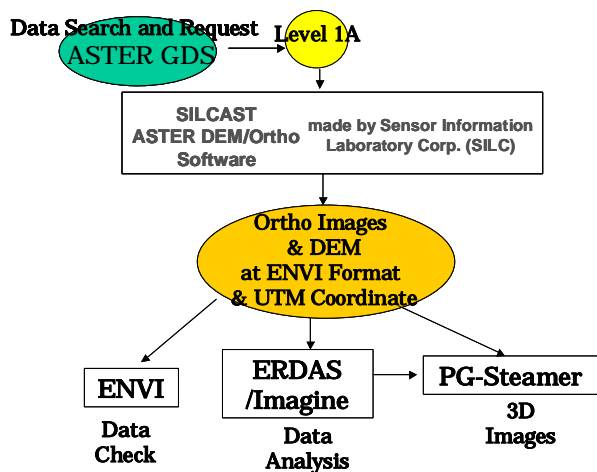 Data Search and Request
ASTER GDS
Level 1A
SILCAST
ASTER DEM/Ortho
Software
made by Sensor Information
Laboratory Corp. (SILC)
Ortho Images
& DEM
at ENVI Format
& UTM Coordinate
ENVI
Data
Check
ERDAS
/Imagine
Data
Analysis
PG-Steamer
3D
Images